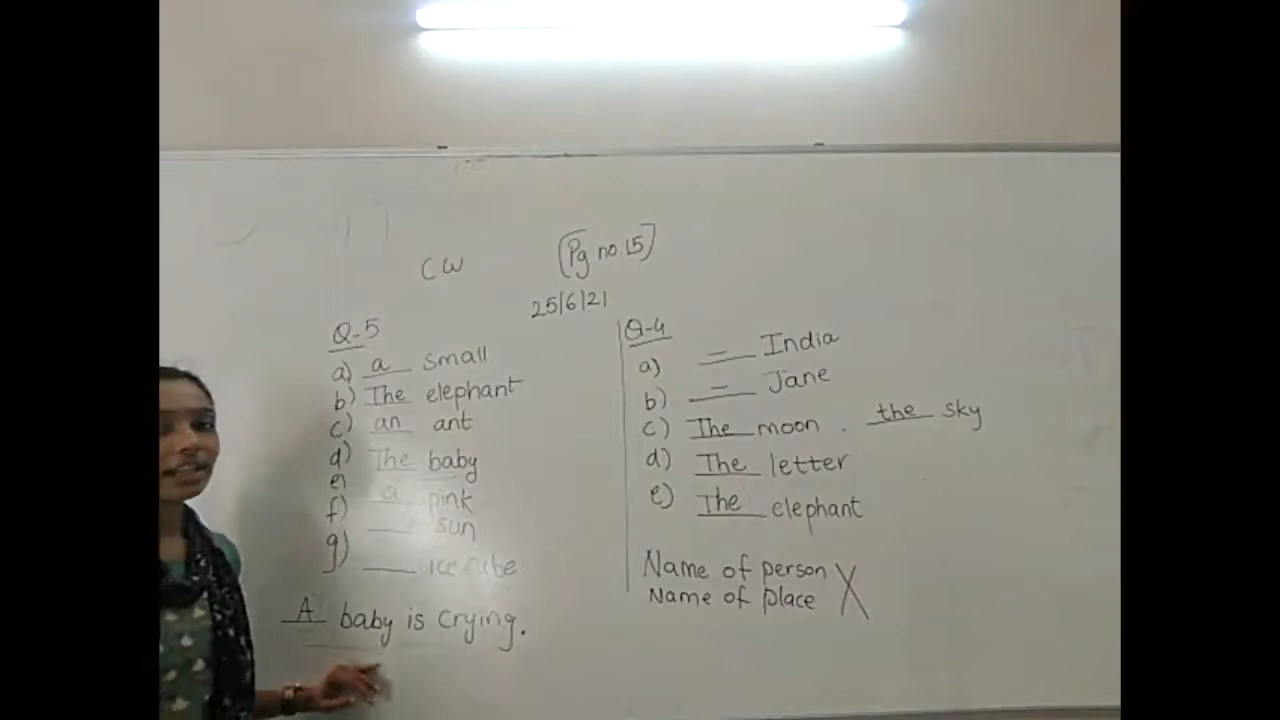 CW [Pg no.15]
25/6/21
Q-5
a) a small
b) The elephant
c) an ant
d) The baby
e) a pink
f) ___ sun
g) ___ ice cube
A baby is crying.
Q-4
a) _-_ India
b) _-_ Jane
c) The moon. the sky
d) The letter
e) The elephant
Name of person X
Name of place